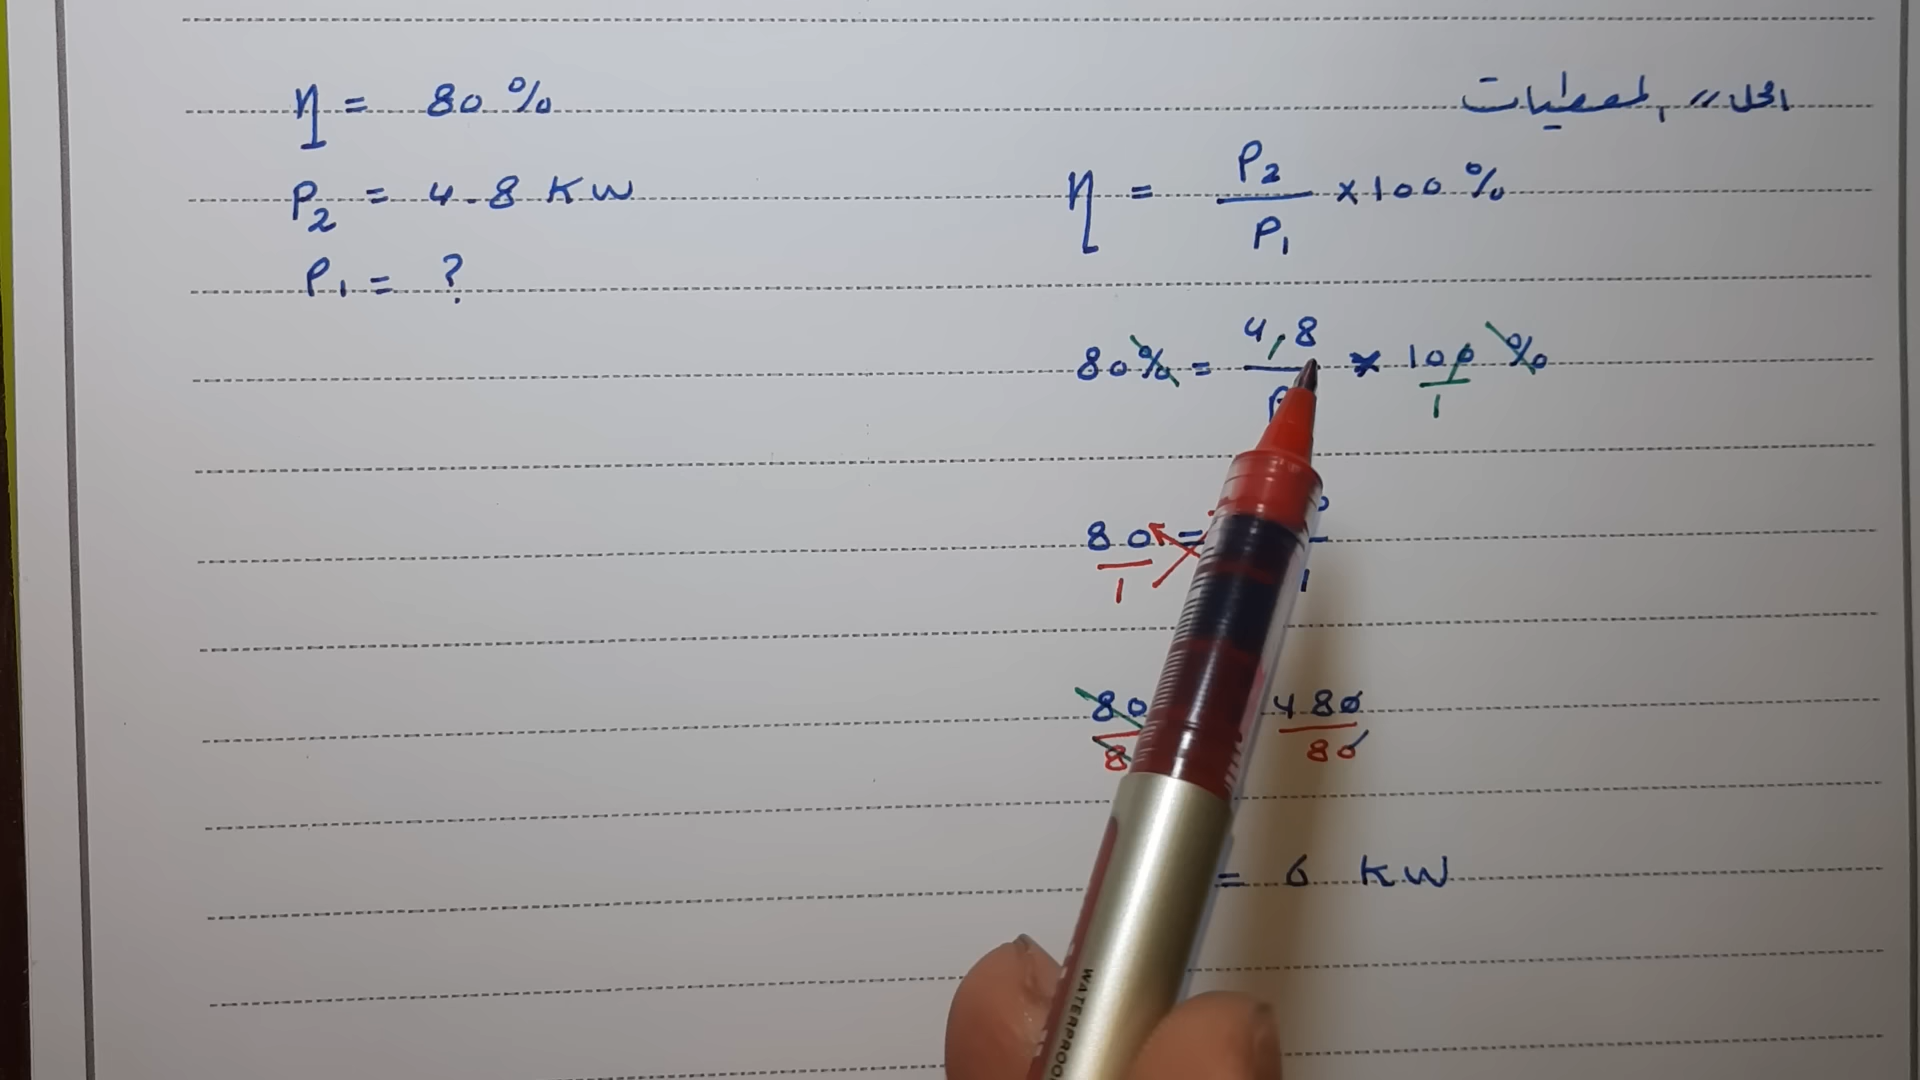 الحل // المعطيات
η = 80 %
P2 = 4.8 KW
P1 = ?
η = P2 / P1 × 100 %
80 % = 4,8 / P × 100 % / 1
80 / 1 =
80 / 8 480 / 80
= 6 KW
WATERPROO